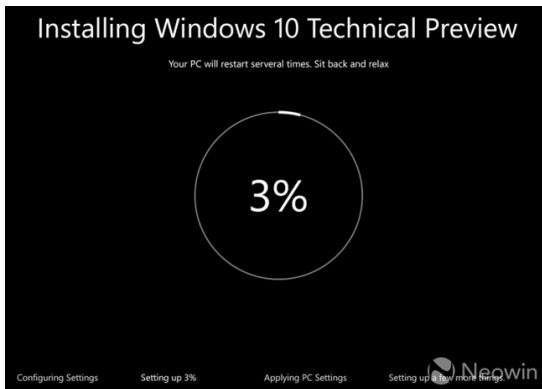 Installing Windows 10 Technical Preview
Your PC will restart serveral times. Sit back and relax
3%
Configuring Settings Setting up 3% Applying PC Settings Setting up a few more things.
Neowin